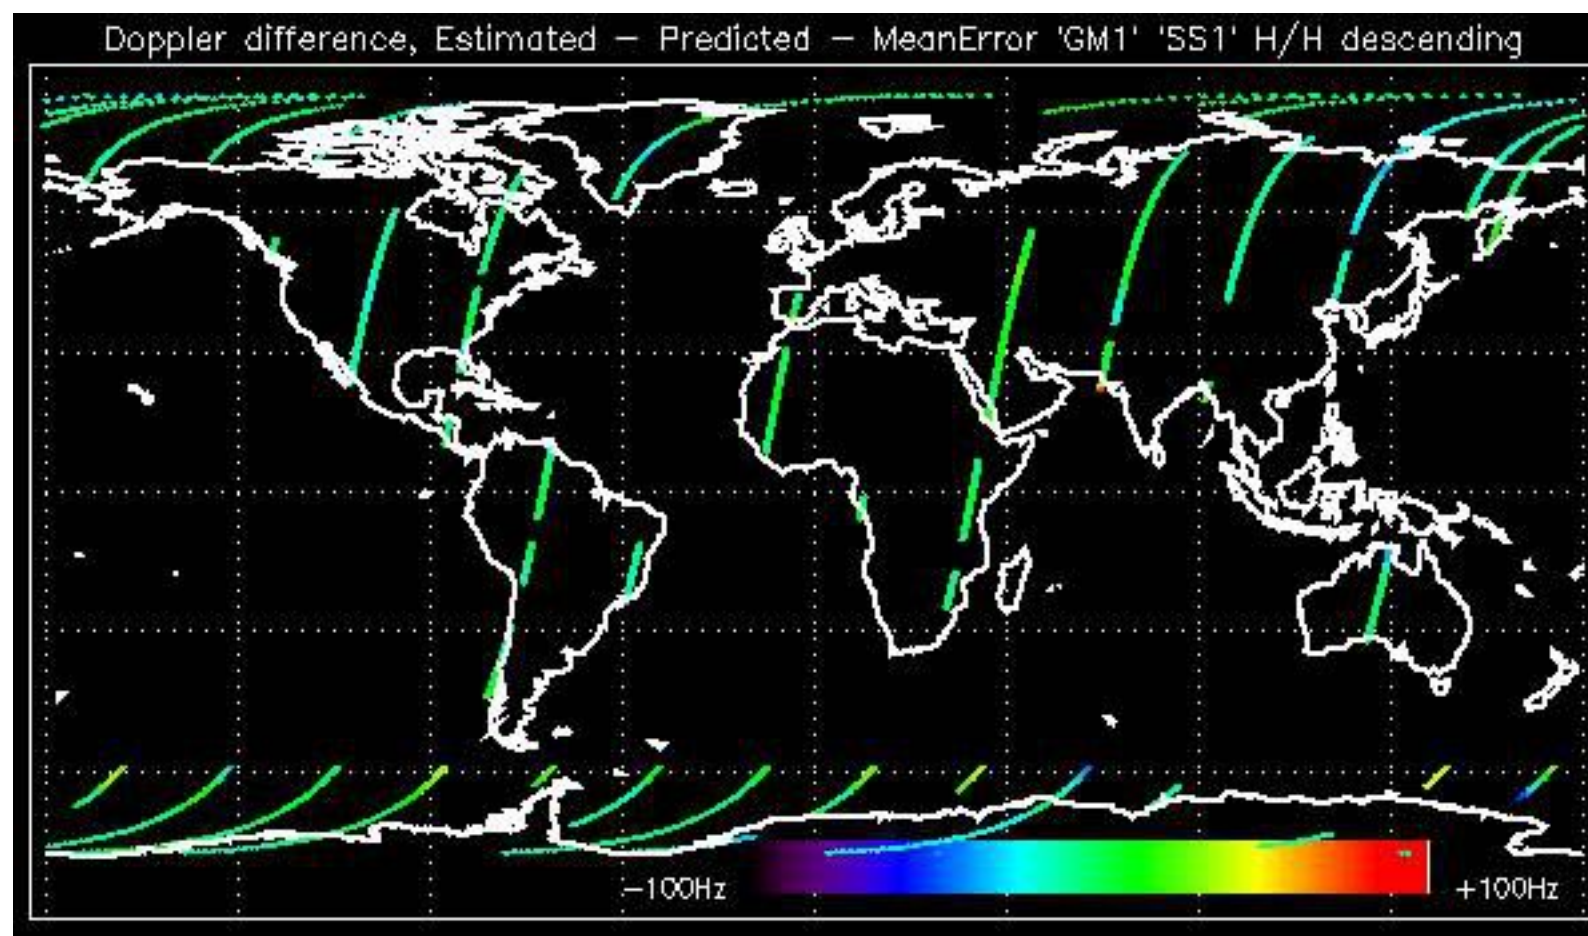 Doppler difference, Estimated – Predicted – MeanError 'GM1' 'SS1' H/H descending
–100Hz +100Hz